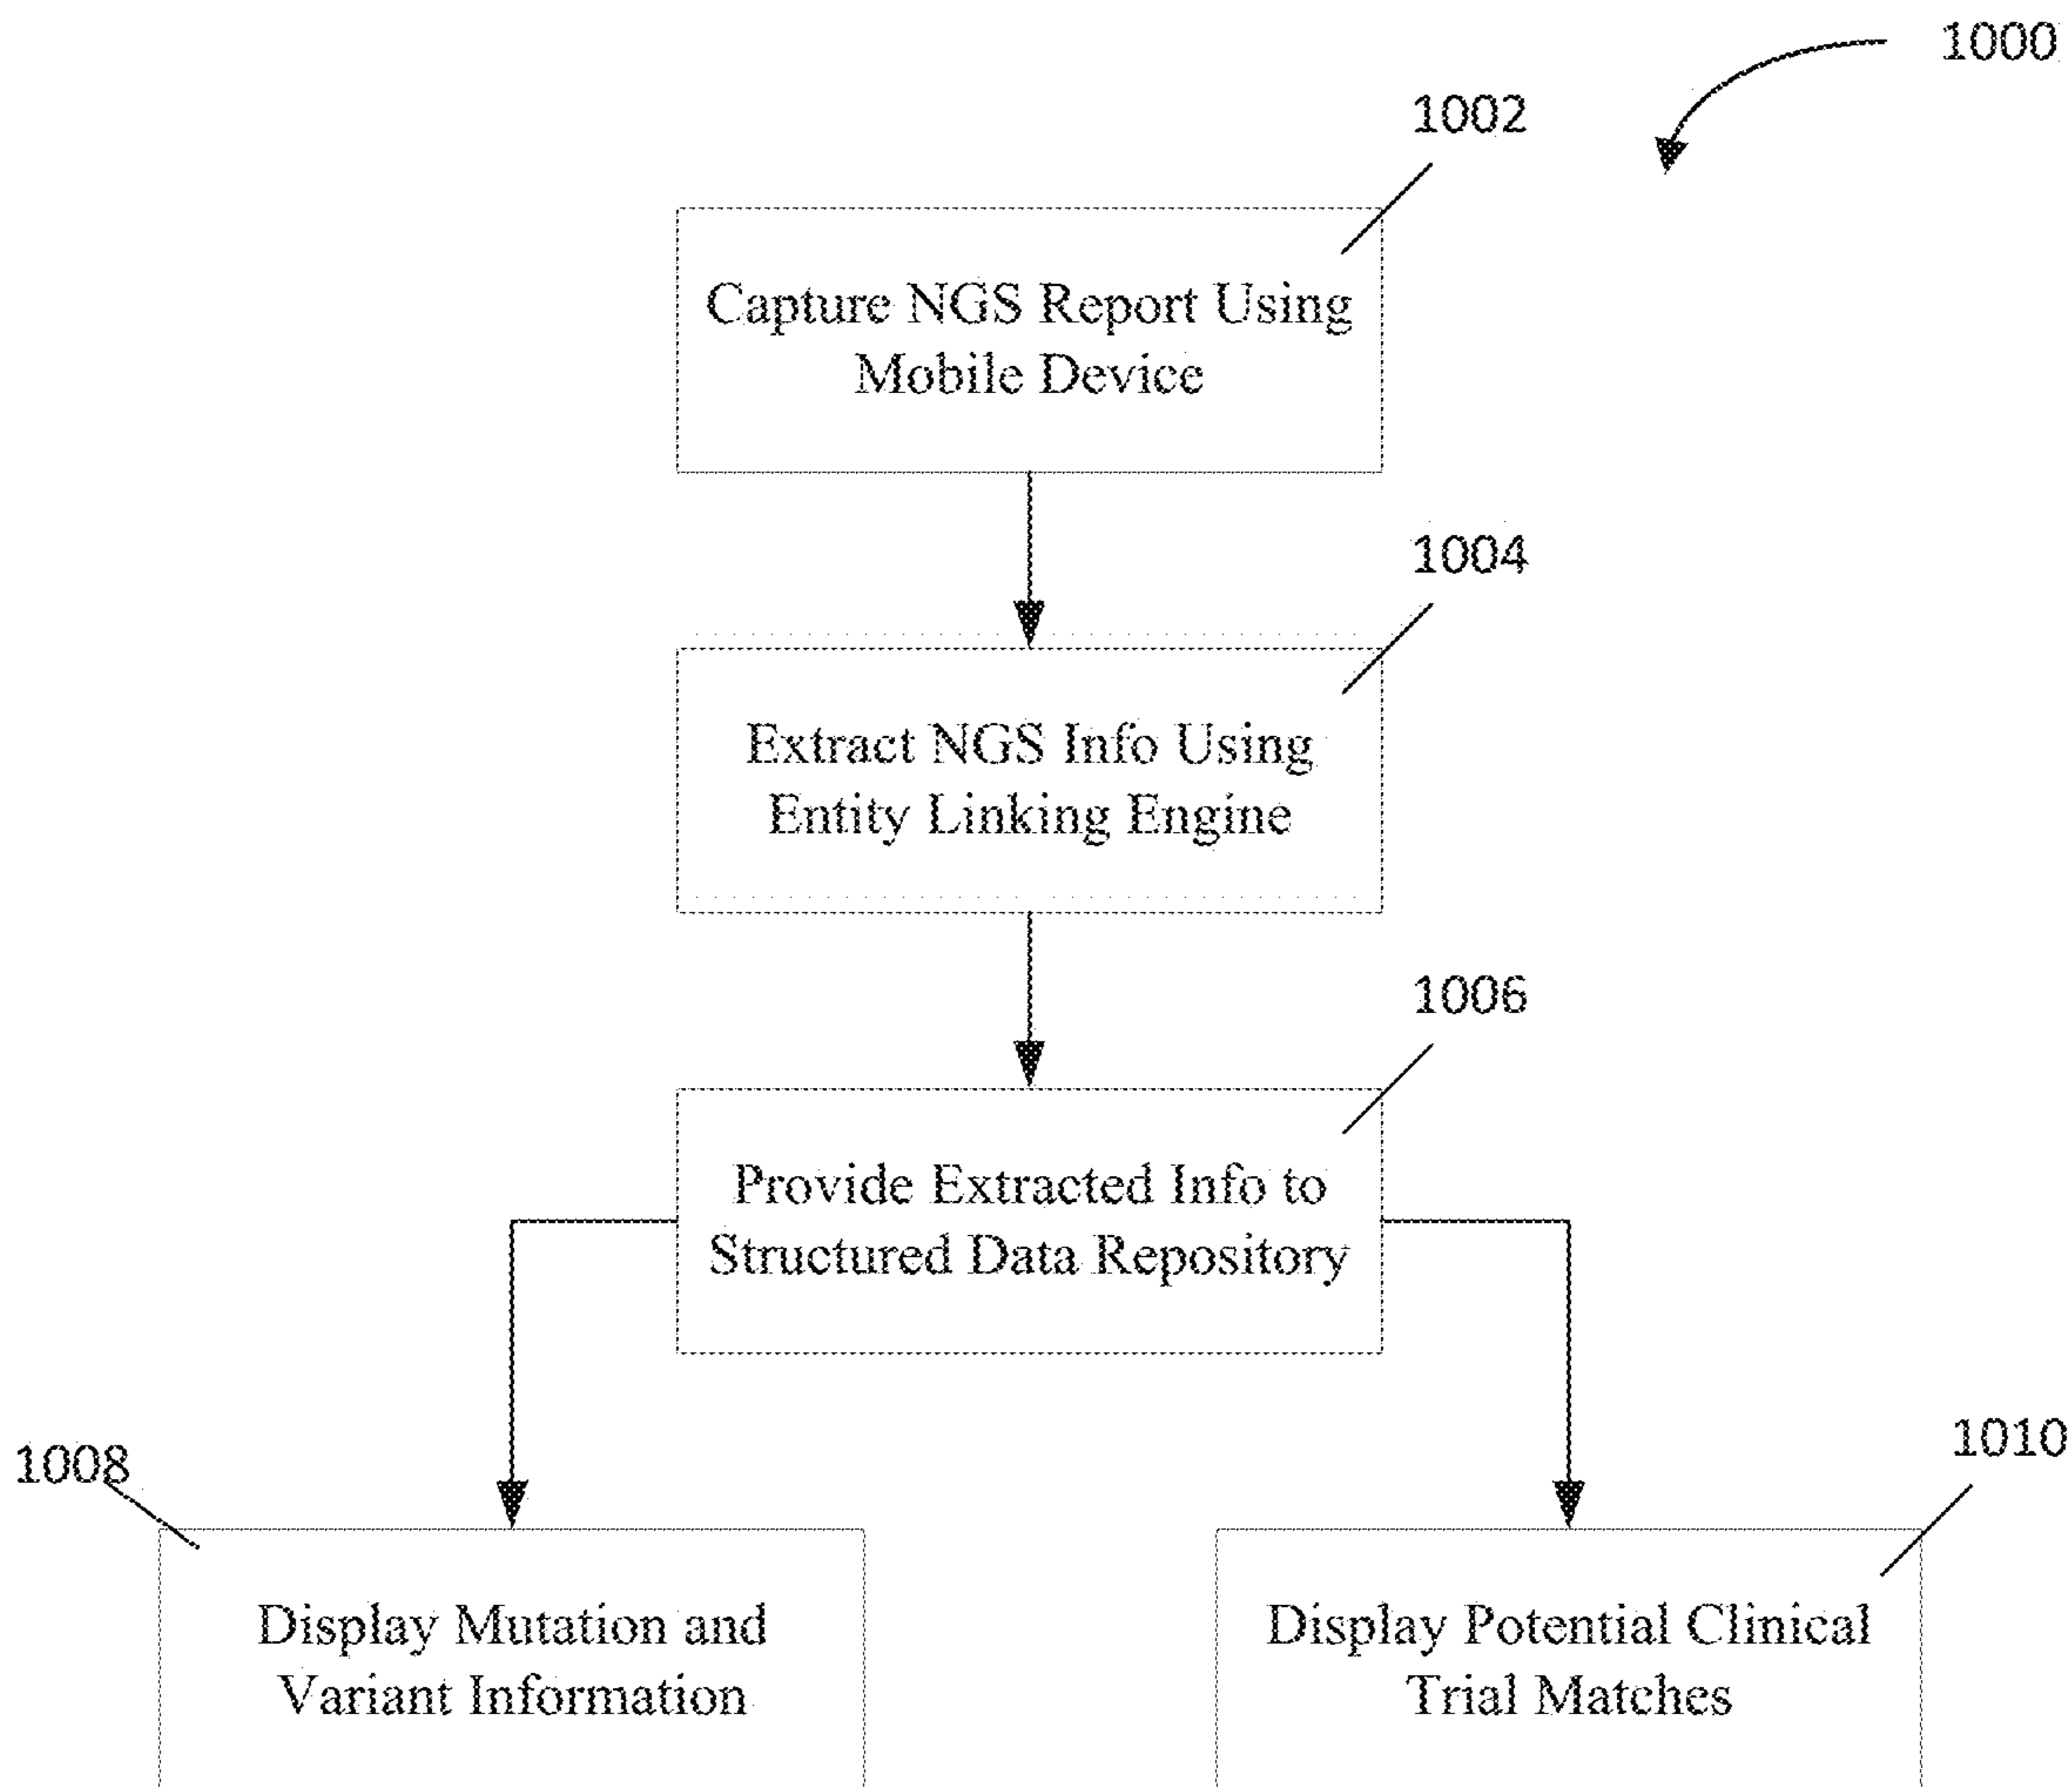 1000
1002
Capture NGS Report Using
Mobile Device
1004
Extract NGS Info Using
Entity Linking Engine
1006
Provide Extracted Info to
Structured Data Repository
1008
Display Mutation and
Variant Information
1010
Display Potential Clinical
Trial Matches